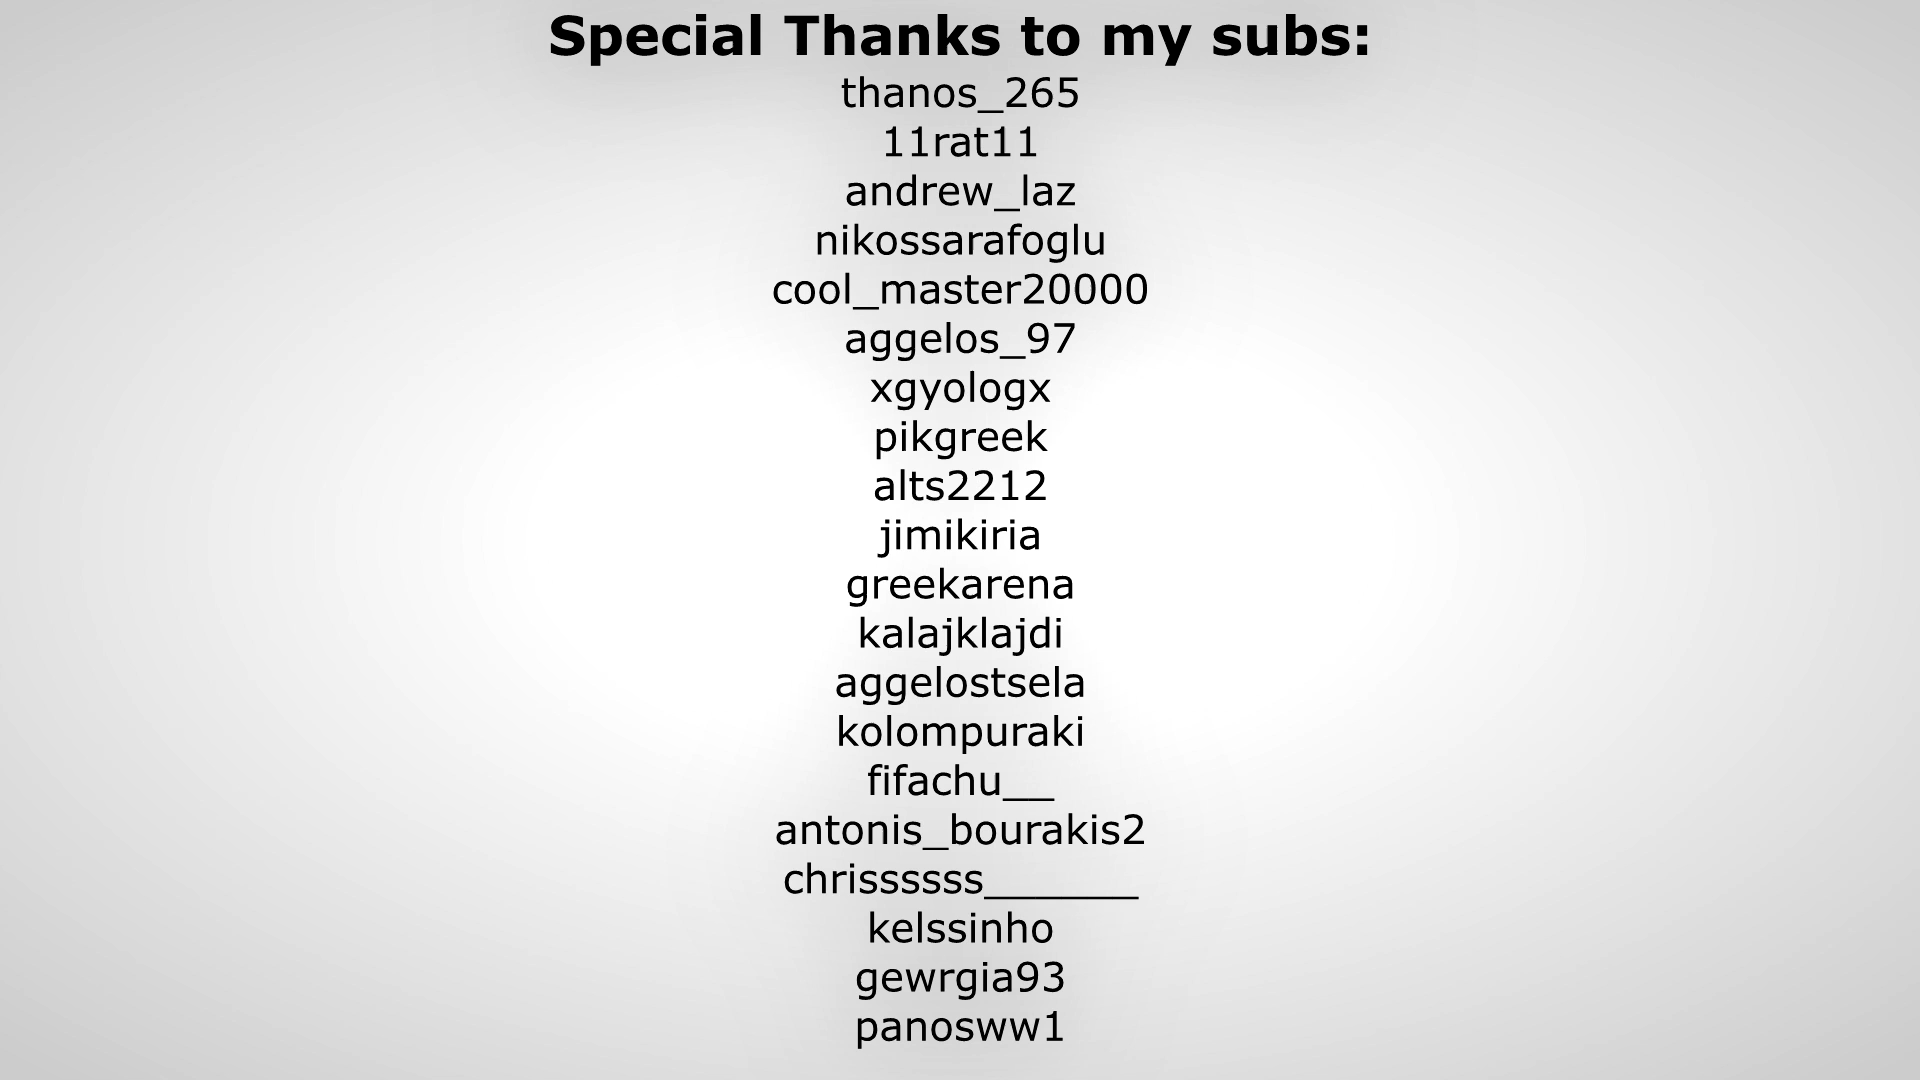 Special Thanks to my subs:
thanos_265
11rat11
andrew_laz
nikossarafoglu
cool_master20000
aggelos_97
xgyologx
pikgreek
alts2212
jimikiria
greekarena
kalajklajdi
aggelostsela
kolompuraki
fifachu__
antonis_bourakis2
chrissssss______
kelssinho
gewrgia93
panosww1